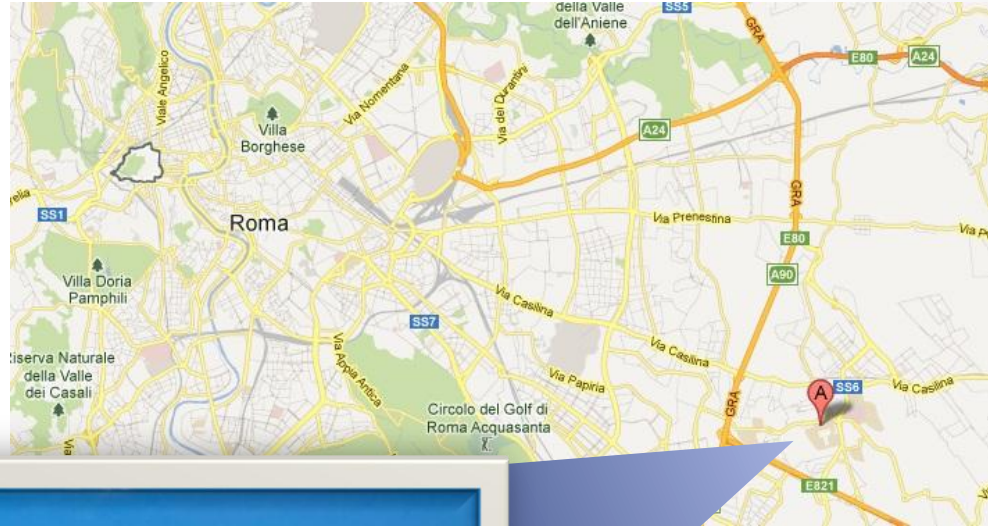 della Valle
dell'Aniene
SS5
GRA
E80
A24
Viale Angelico
Via Nomentana
Via dei Durantini
Villa
Borghese
A24
GRA
SS1
Roma
Via Prenestina
E80
A90
Villa Doria
Pamphili
Via Casilina
SS7
Via Appia Antica
Via Casilina
Riserva Naturale
della Valle
dei Casali
Via Papiria
GRA
A
SS6
Via Casilina
Circolo del Golf di
Roma Acquasanta
E821